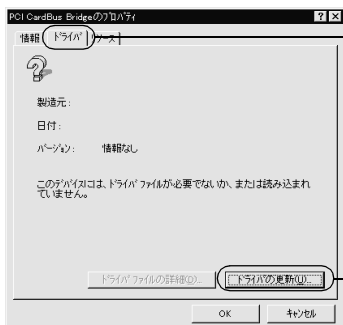 PCI CardBus Bridgeのプロパティ
情報 ドライバ リソース
製造元:
日付:
バージョン: 情報なし
このデバイスには、ドライバ ファイルが必要でないか、または読み込まれ
ていません。
ドライバ ファイルの詳細(D)... ドライバの更新(U)...
OK キャンセル